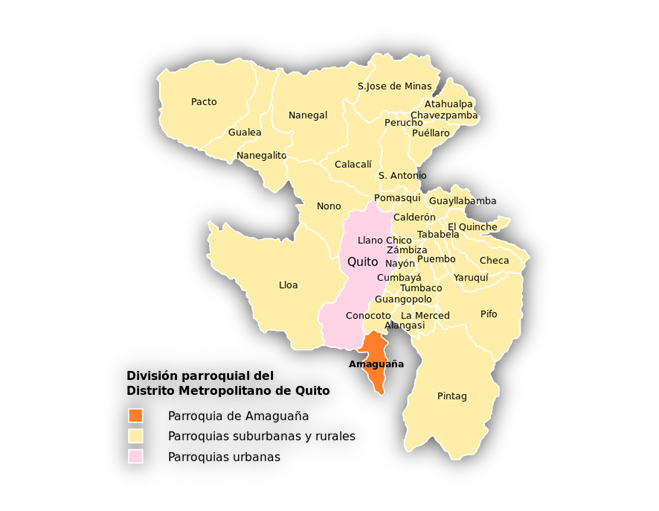 S.Jose de Minas
Pacto
Atahualpa
Nanegal
Chavezpamba
Perucho
Gualea
Puéllaro
Nanegalito
Calacalí
S. Antonio
Pomasqui
Guayllabamba
Nono
Calderón
El Quinche
Tababela
Llano Chico
Zámbiza
Quito
Nayón
Puembo
Checa
Cumbayá
Yaruquí
Lloa
Tumbaco
Guangopolo
Conocoto
La Merced
Pifo
Alangasi
Amaguaña
Pintag
División parroquial del
Distrito Metropolitano de Quito
Parroquia de Amaguaña
Parroquias suburbanas y rurales
Parroquias urbanas